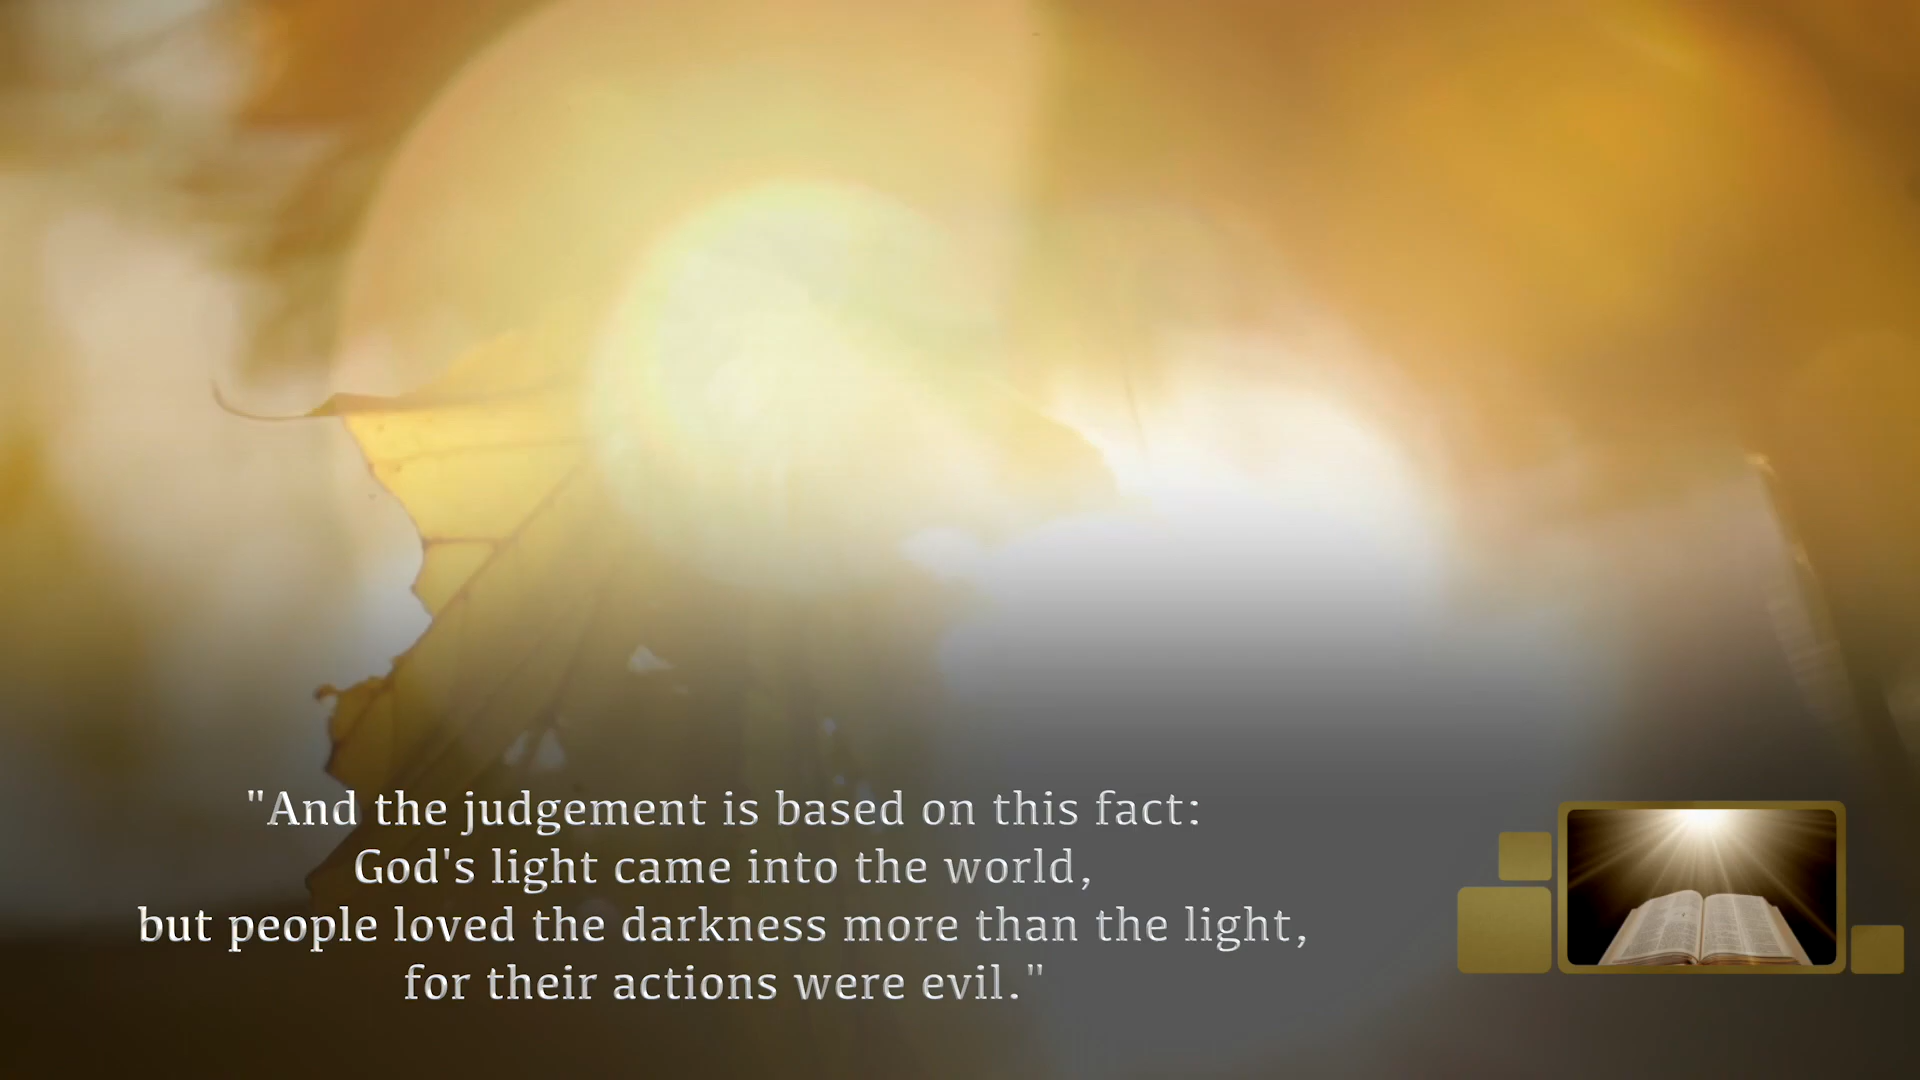 "And the judgement is based on this fact:
God's light came into the world,
but people loved the darkness more than the light,
for their actions were evil."